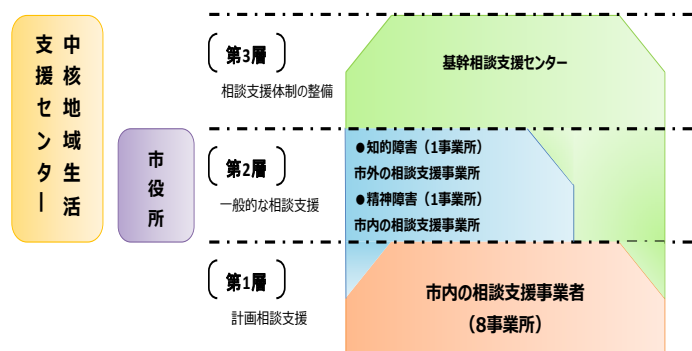 中核地域生活
支援センター
市役所
第3層
相談支援体制の整備
基幹相談支援センター
第2層
一般的な相談支援
●知的障害（1事業所）
市外の相談支援事業所
●精神障害（1事業所）
市内の相談支援事業所
第1層
計画相談支援
市内の相談支援事業者
（8事業所）